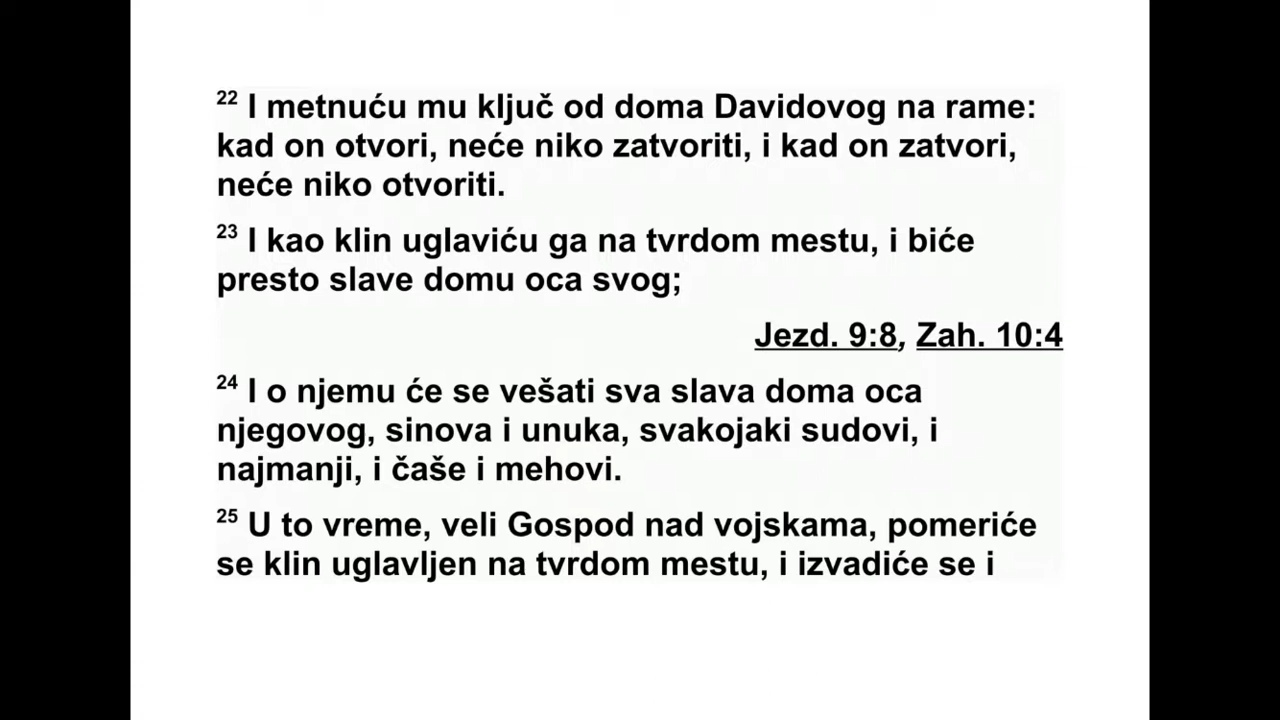 22 I metnuću mu ključ od doma Davidovog na rame:
kad on otvori, neće niko zatvoriti, i kad on zatvori,
neće niko otvoriti.
23 I kao klin uglaviću ga na tvrdom mestu, i biće
presto slave domu oca svog;
Jezd. 9:8, Zah. 10:4
24 I o njemu će se vešati sva slava doma oca
njegovog, sinova i unuka, svakojaki sudovi, i
najmanji, i čaše i mehovi.
25 U to vreme, veli Gospod nad vojskama, pomeriće
se klin uglavljen na tvrdom mestu, i izvadiće se i